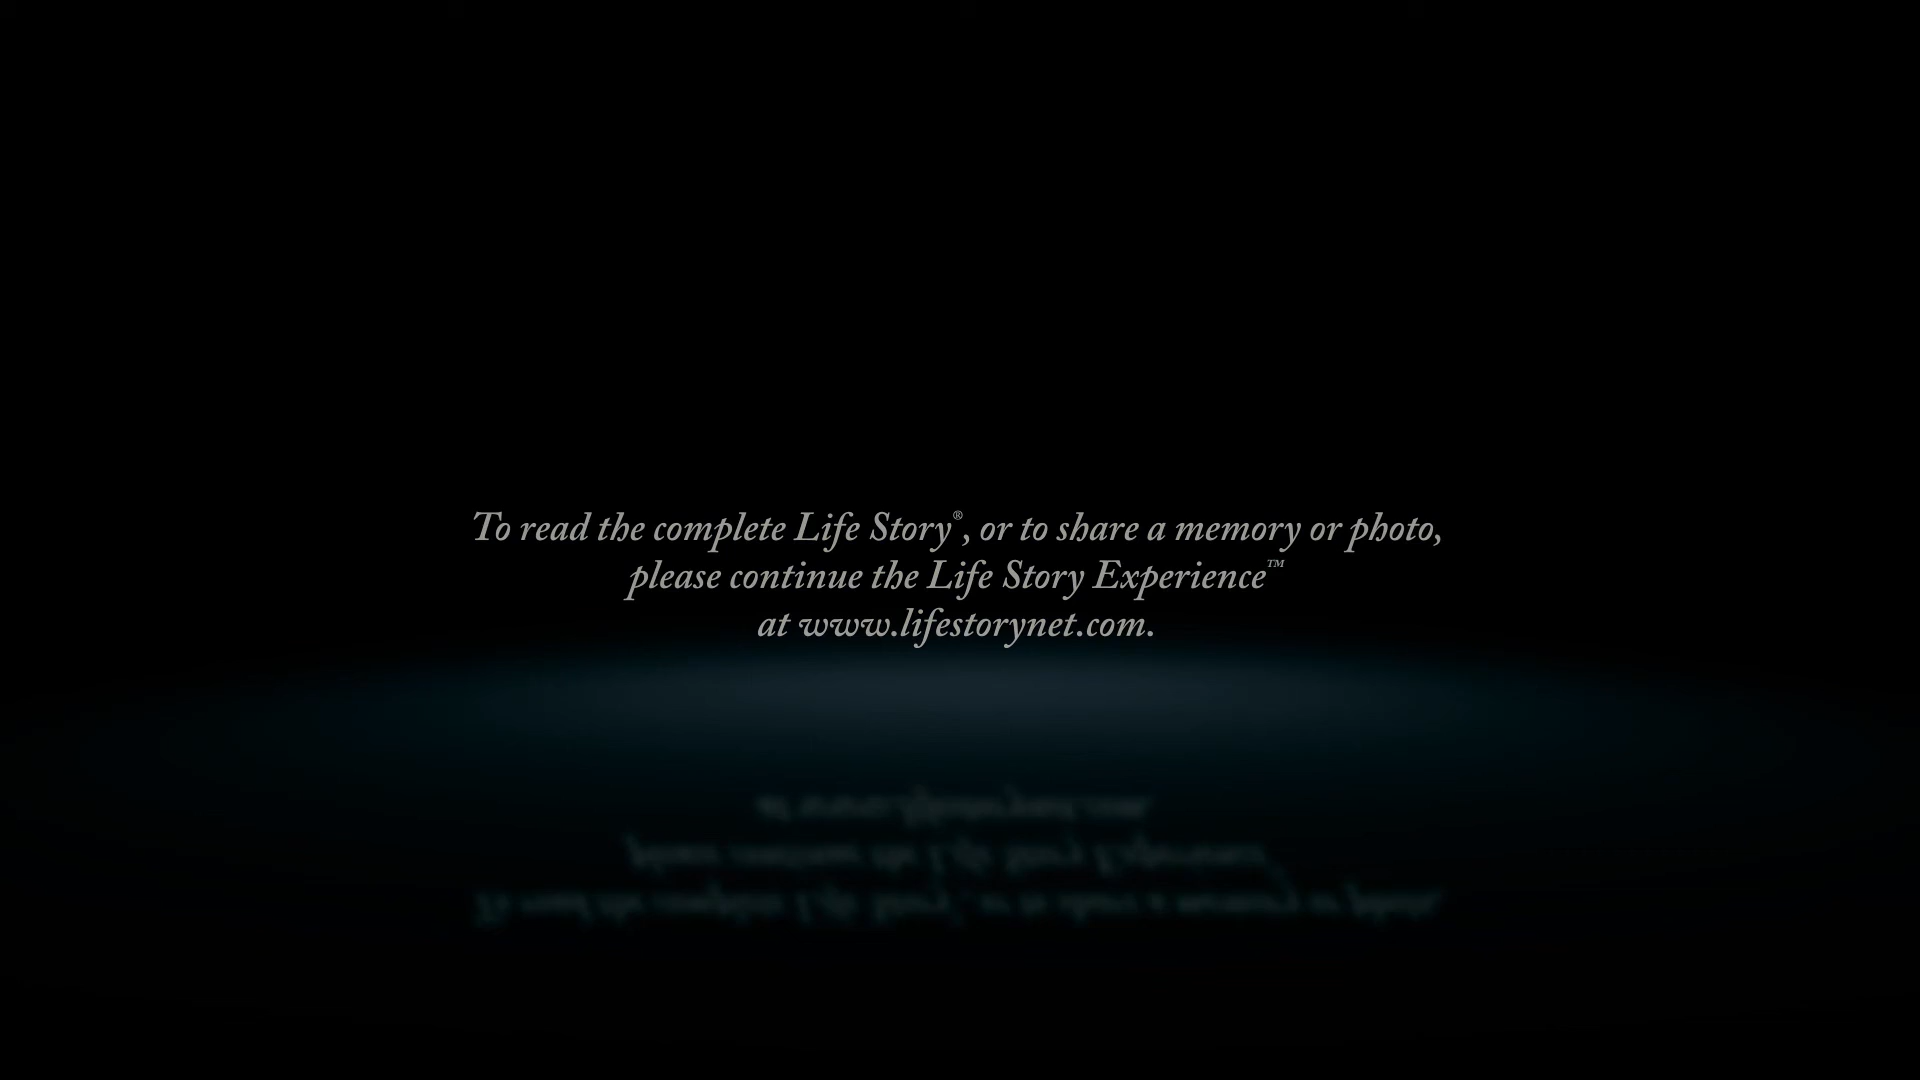 To read the complete Life Story®, or to share a memory or photo,
please continue the Life Story Experience™
at www.lifestorynet.com.